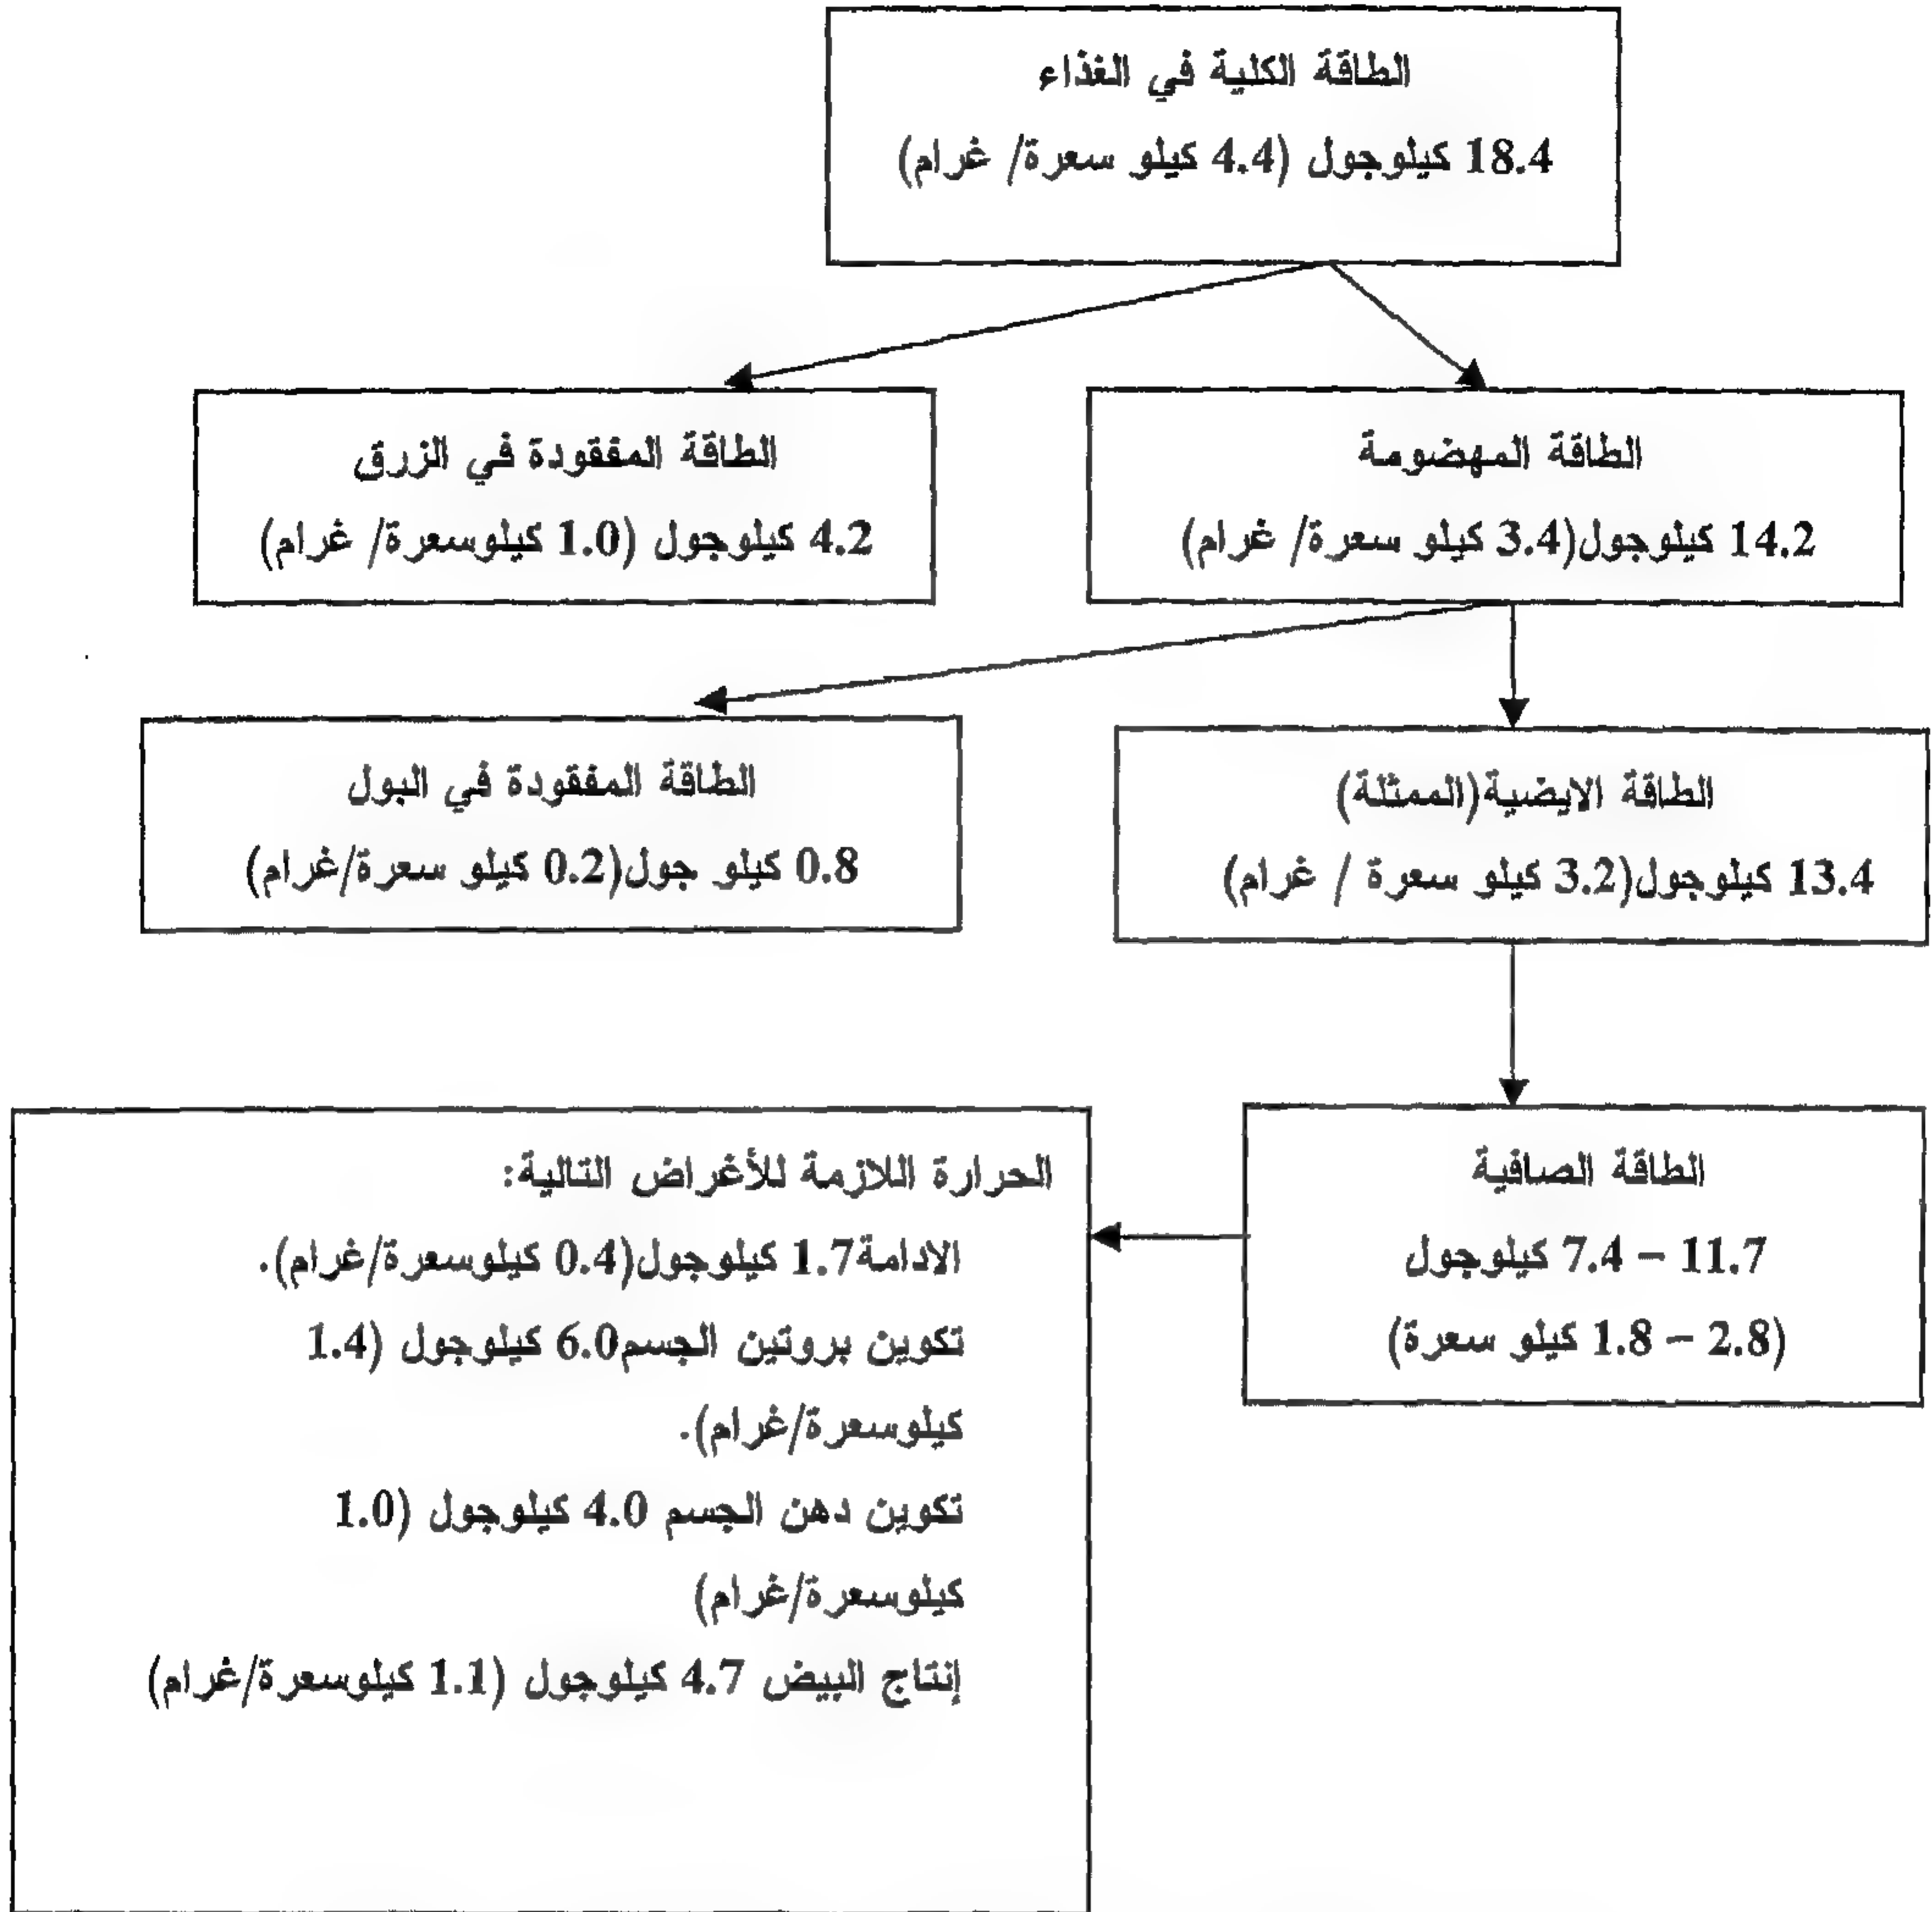 الطاقة الكلية في الغذاء
18.4 كيلوجول (4.4 كيلو سعرة/ غرام)
الطاقة المهضومة
14.2 كيلوجول(3.4 كيلو سعرة/ غرام)
الطاقة المفقودة في الزرق
4.2 كيلوجول (1.0 كيلوسعرة/ غرام)
الطاقة الايضية(الممثلة)
13.4 كيلوجول(3.2 كيلو سعرة / غرام)
الطاقة المفقودة في البول
0.8 كيلو جول(0.2 كيلو سعرة/غرام)
الطاقة الصافية
7.4 – 11.7 كيلوجول
(1.8 – 2.8 كيلو سعرة)
الحرارة اللازمة للأغراض التالية:
الادامة1.7 كيلوجول(0.4 كيلوسعرة/غرام).
تكوين بروتين الجسم6.0 كيلوجول (1.4
كيلوسعرة/غرام).
تكوين دهن الجسم 4.0 كيلوجول (1.0
كيلوسعرة/غرام)
إنتاج البيض 4.7 كيلوجول (1.1 كيلوسعرة/غرام)